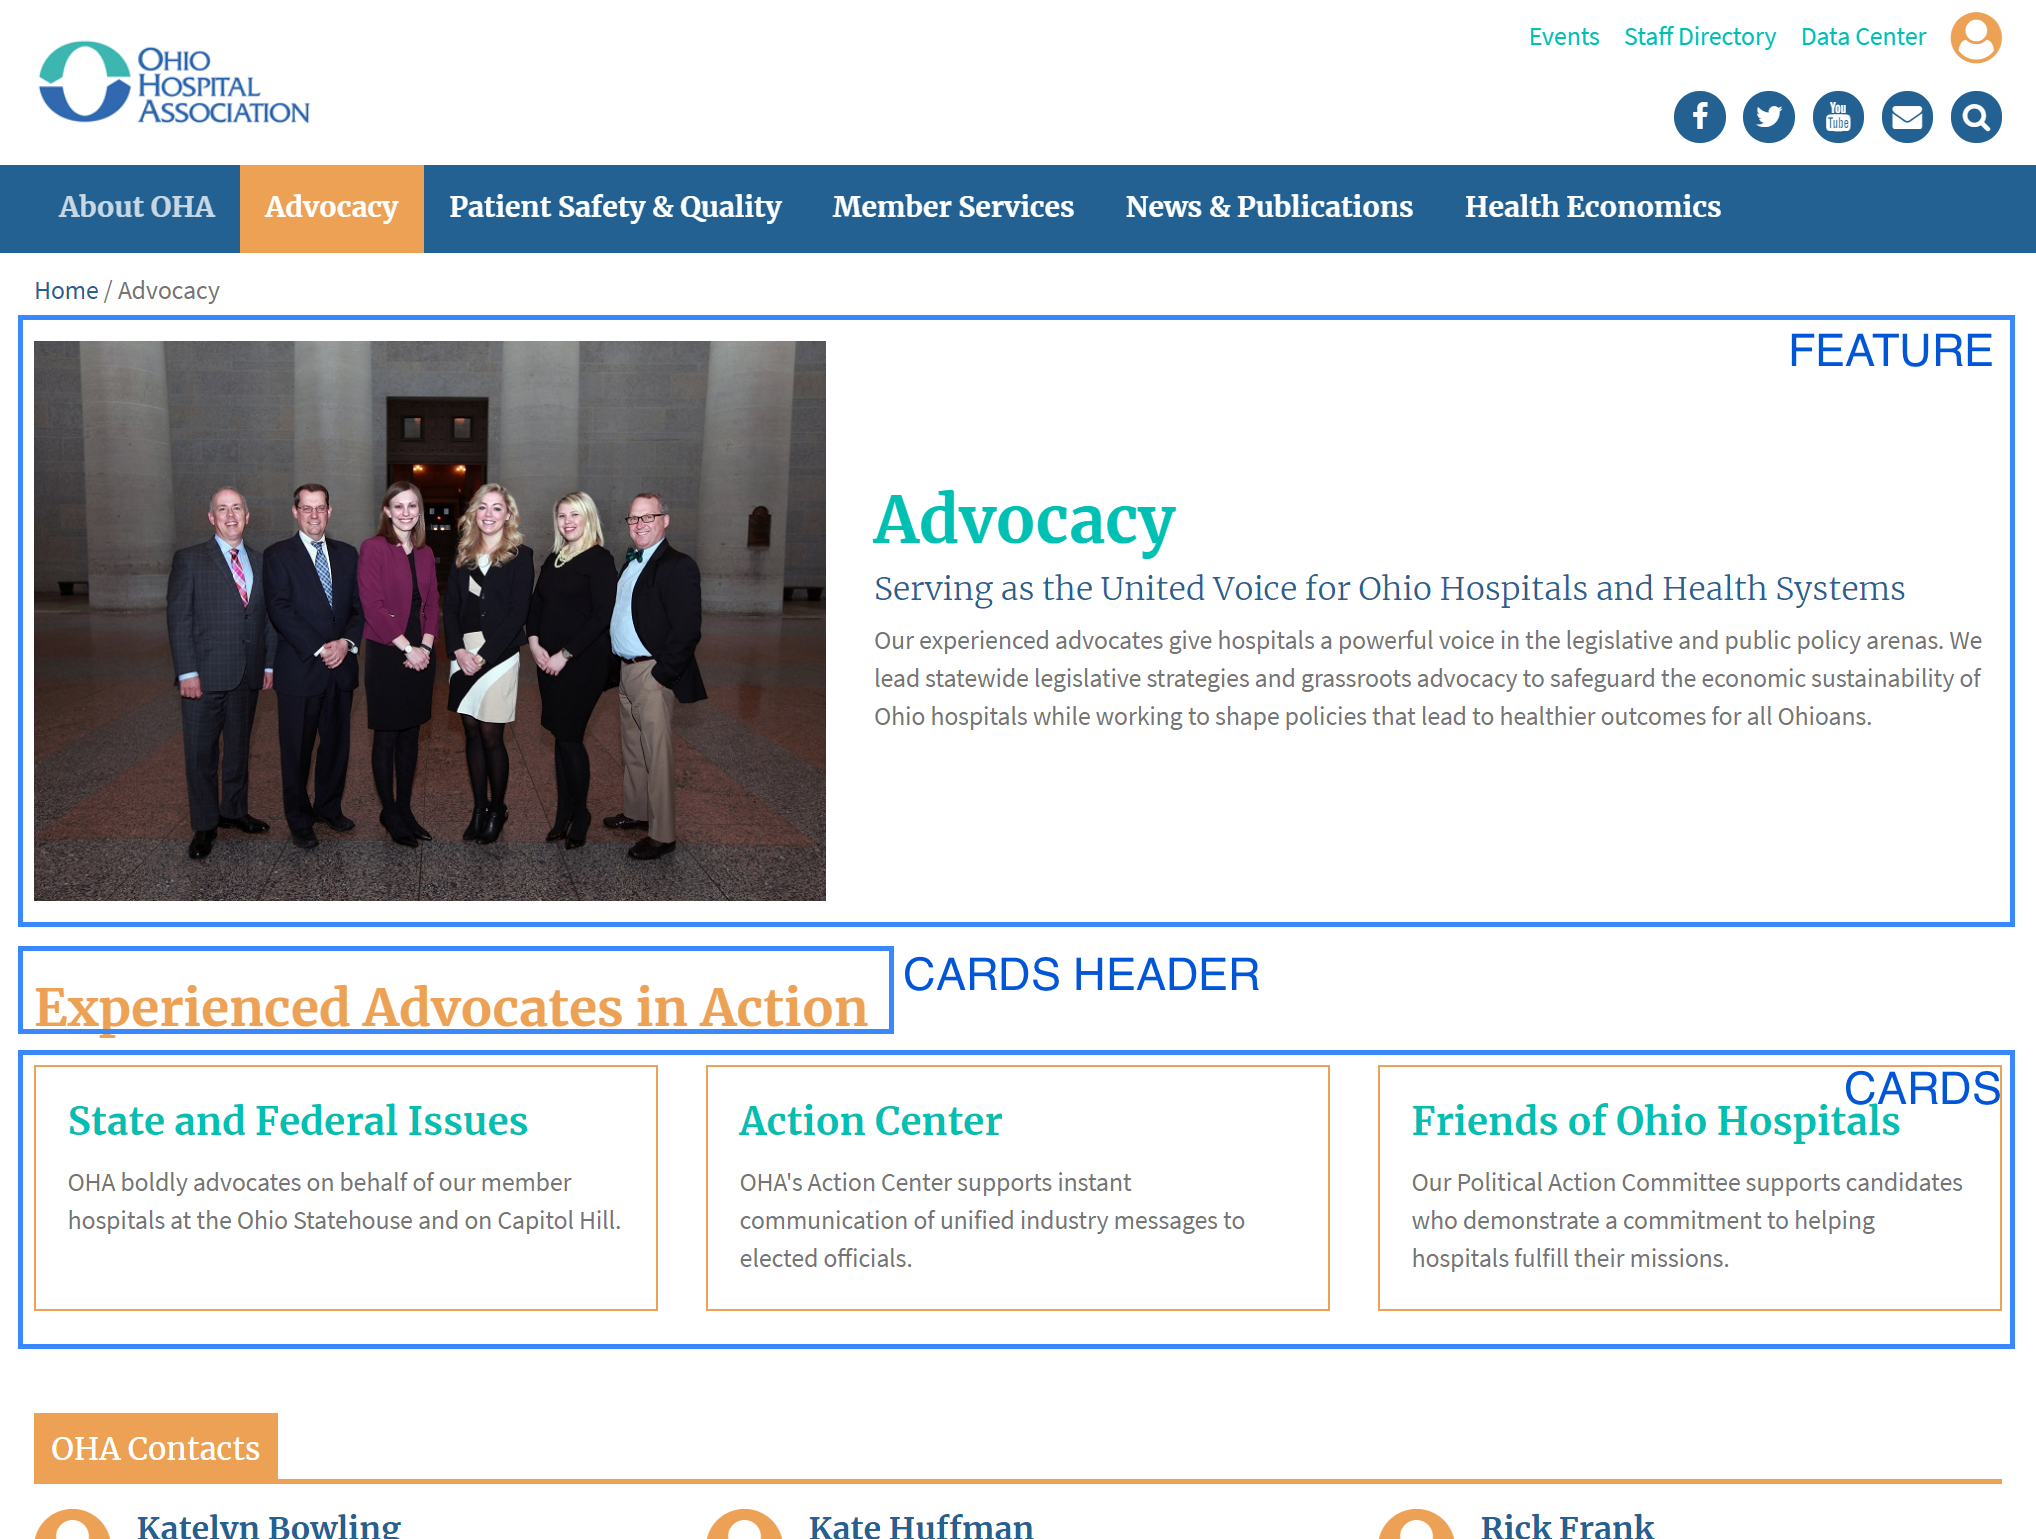 Events Staff Directory Data Center
OHIO
HOSPITAL
ASSOCIATION
You
Tube
About OHA Advocacy Patient Safety & Quality Member Services News & Publications Health Economics
Home / Advocacy
FEATURE
Advocacy
Serving as the United Voice for Ohio Hospitals and Health Systems
Our experienced advocates give hospitals a powerful voice in the legislative and public policy arenas. We
lead statewide legislative strategies and grassroots advocacy to safeguard the economic sustainability of
Ohio hospitals while working to shape policies that lead to healthier outcomes for all Ohioans.
CARDS HEADER
Experienced Advocates in Action
CARDS
State and Federal Issues
OHA boldly advocates on behalf of our member
hospitals at the Ohio Statehouse and on Capitol Hill.
Action Center
OHA's Action Center supports instant
communication of unified industry messages to
elected officials.
Friends of Ohio Hospitals
Our Political Action Committee supports candidates
who demonstrate a commitment to helping
hospitals fulfill their missions.
OHA Contacts
Katelyn Bowling
Kate Huffman
Rick Frank